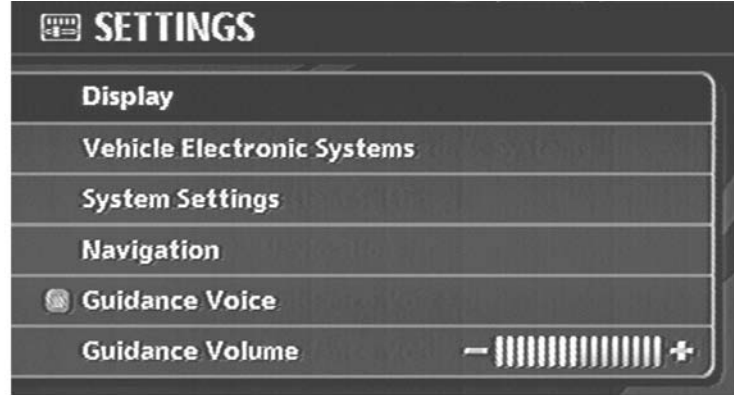 SETTINGS
Display
Vehicle Electronic Systems
System Settings
Navigation
Guidance Voice
Guidance Volume - +